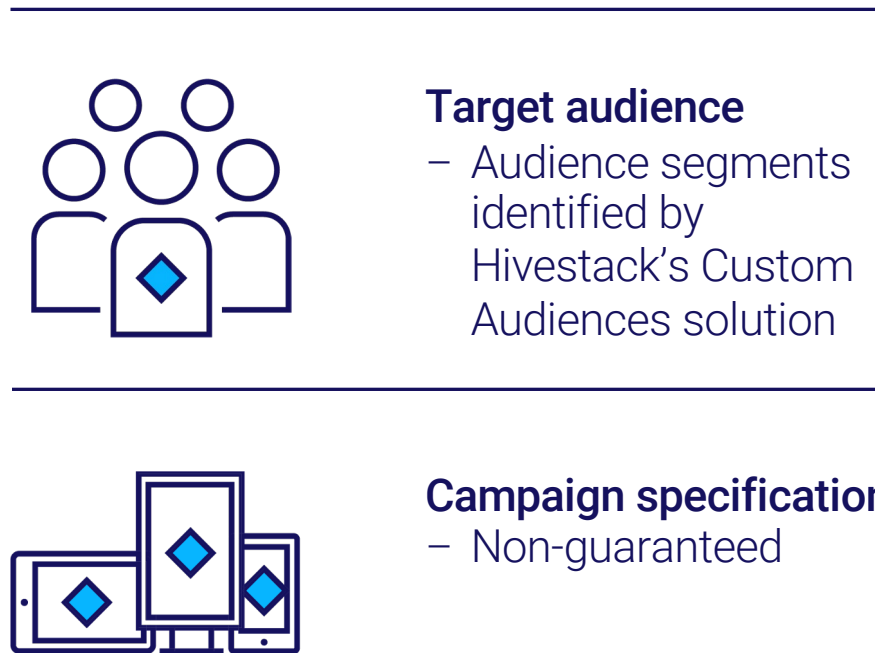 Target audience
– Audience segments
identified by
Hivestack’s Custom
Audiences solution
Campaign specification
– Non-guaranteed